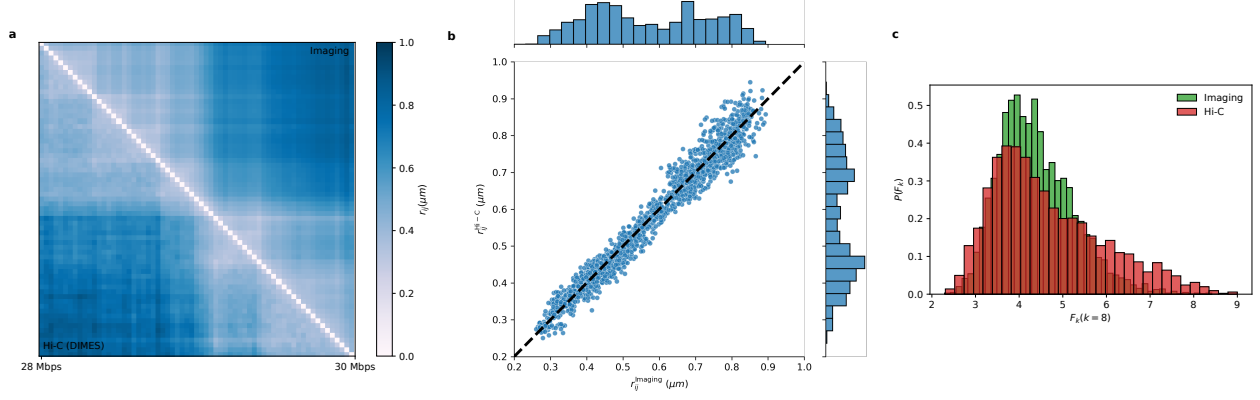 a
Imaging
Hi-C (DIMES)
28 Mbps
30 Mbps
1.0
0.8
0.6
0.4
0.2
0.0
r_ij(μm)
b
1.0
0.9
0.8
0.7
0.6
0.5
0.4
0.3
0.2
r_ij^Hi−C (μm)
0.2 0.3 0.4 0.5 0.6 0.7 0.8 0.9 1.0
r_ij^Imaging (μm)
c
Imaging
Hi-C
0.5
0.4
0.3
0.2
0.1
0.0
P(F_k)
2 3 4 5 6 7 8 9
F_k(k = 8)